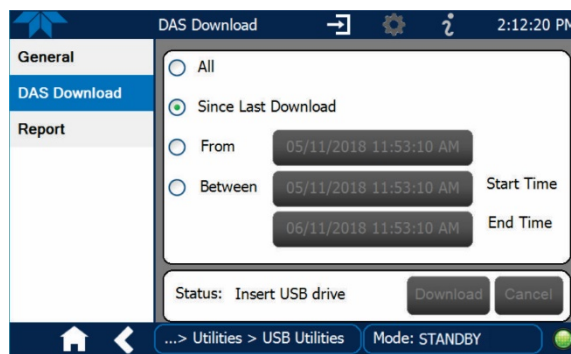 DAS Download
2:12:20 PM
General
DAS Download
Report
All
Since Last Download
From 05/11/2018 11:53:10 AM
Between 05/11/2018 11:53:10 AM Start Time
06/11/2018 11:53:10 AM End Time
Status: Insert USB drive Download Cancel
...> Utilities > USB Utilities Mode: STANDBY